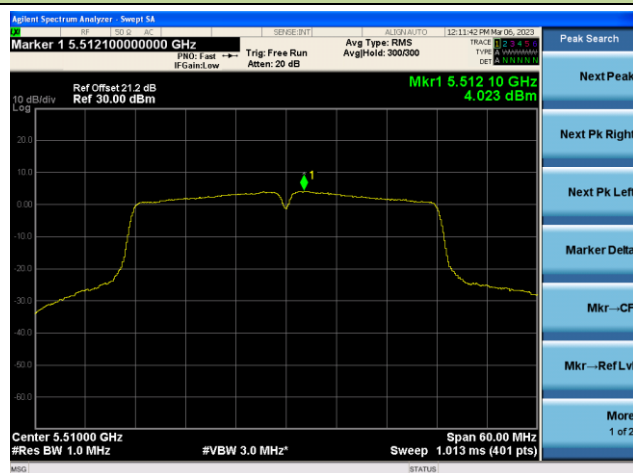 Agilent Spectrum Analyzer - Swept SA
RF 50 Ω AC SENSE:INT ALIGN AUTO 12:11:42 PM Mar 06, 2023
Marker 1 5.512100000000 GHz
PNO: Fast
IFGain:Low
Trig: Free Run
Atten: 20 dB
Avg Type: RMS
Avg|Hold: 300/300
TRACE 1 2 3 4 5 6
TYPE A
DET A N N N N N
Peak Search
Ref Offset 21.2 dB
Ref 30.00 dBm
10 dB/div
Log
Mkr1 5.512 10 GHz
4.023 dBm
20.0
10.0
0.00
-10.0
-20.0
-30.0
-40.0
-50.0
-60.0
1
Center 5.51000 GHz
#Res BW 1.0 MHz
#VBW 3.0 MHz*
Span 60.00 MHz
Sweep 1.013 ms (401 pts)
MSG
STATUS
Next Peak
Next Pk Right
Next Pk Left
Marker Delta
Mkr→CF
Mkr→Ref Lvl
More
1 of 2